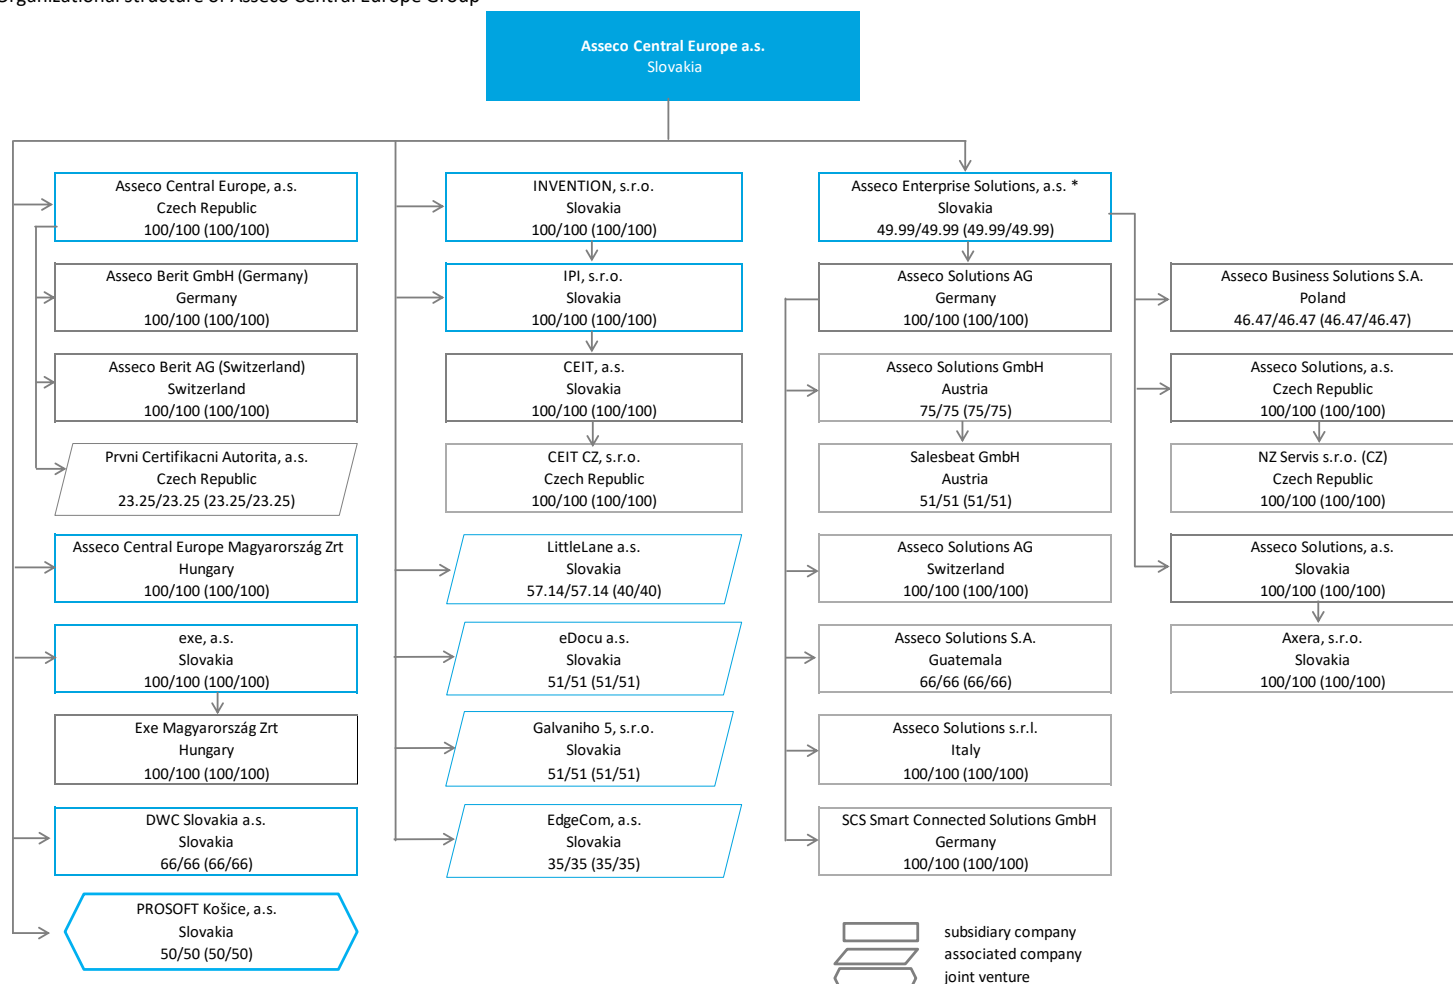 Organizational structure of Asseco Central Europe Group
Asseco Central Europe a.s.
Slovakia
Asseco Central Europe, a.s.
Czech Republic
100/100 (100/100)
Asseco Berit GmbH (Germany)
Germany
100/100 (100/100)
Asseco Berit AG (Switzerland)
Switzerland
100/100 (100/100)
Prvni Certifikacni Autorita, a.s.
Czech Republic
23.25/23.25 (23.25/23.25)
Asseco Central Europe Magyarország Zrt
Hungary
100/100 (100/100)
exe, a.s.
Slovakia
100/100 (100/100)
Exe Magyarország Zrt
Hungary
100/100 (100/100)
DWC Slovakia a.s.
Slovakia
66/66 (66/66)
PROSOFT Košice, a.s.
Slovakia
50/50 (50/50)
INVENTION, s.r.o.
Slovakia
100/100 (100/100)
IPI, s.r.o.
Slovakia
100/100 (100/100)
CEIT, a.s.
Slovakia
100/100 (100/100)
CEIT CZ, s.r.o.
Czech Republic
100/100 (100/100)
LittleLane a.s.
Slovakia
57.14/57.14 (40/40)
eDocu a.s.
Slovakia
51/51 (51/51)
Galvaniho 5, s.r.o.
Slovakia
51/51 (51/51)
EdgeCom, a.s.
Slovakia
35/35 (35/35)
Asseco Enterprise Solutions, a.s. *
Slovakia
49.99/49.99 (49.99/49.99)
Asseco Solutions AG
Germany
100/100 (100/100)
Asseco Solutions GmbH
Austria
75/75 (75/75)
Salesbeat GmbH
Austria
51/51 (51/51)
Asseco Solutions AG
Switzerland
100/100 (100/100)
Asseco Solutions S.A.
Guatemala
66/66 (66/66)
Asseco Solutions s.r.l.
Italy
100/100 (100/100)
SCS Smart Connected Solutions GmbH
Germany
100/100 (100/100)
Asseco Business Solutions S.A.
Poland
46.47/46.47 (46.47/46.47)
Asseco Solutions, a.s.
Czech Republic
100/100 (100/100)
NZ Servis s.r.o. (CZ)
Czech Republic
100/100 (100/100)
Asseco Solutions, a.s.
Slovakia
100/100 (100/100)
Axera, s.r.o.
Slovakia
100/100 (100/100)
subsidiary company
associated company
joint venture